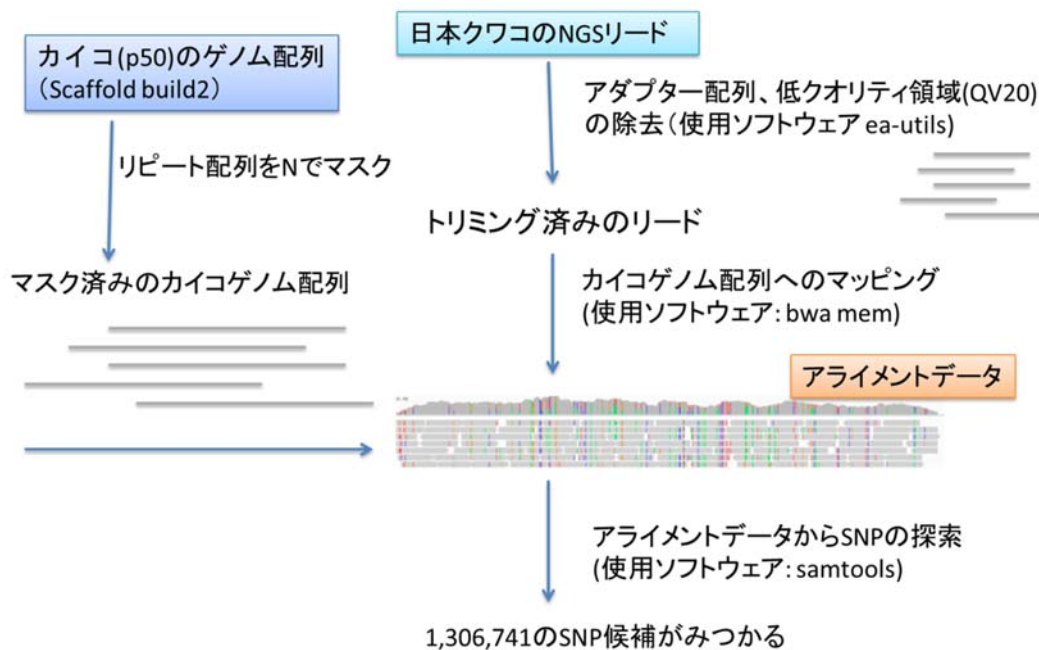 カイコ(p50)のゲノム配列
(Scaffold build2)
リピート配列をNでマスク
マスク済みのカイコゲノム配列
日本クワコのNGSリード
アダプター配列、低クオリティ領域(QV20)
の除去(使用ソフトウェア ea-utils)
トリミング済みのリード
カイコゲノム配列へのマッピング
(使用ソフトウェア: bwa mem)
アライメントデータ
アライメントデータからSNPの探索
(使用ソフトウェア: samtools)
1,306,741のSNP候補がみつかる